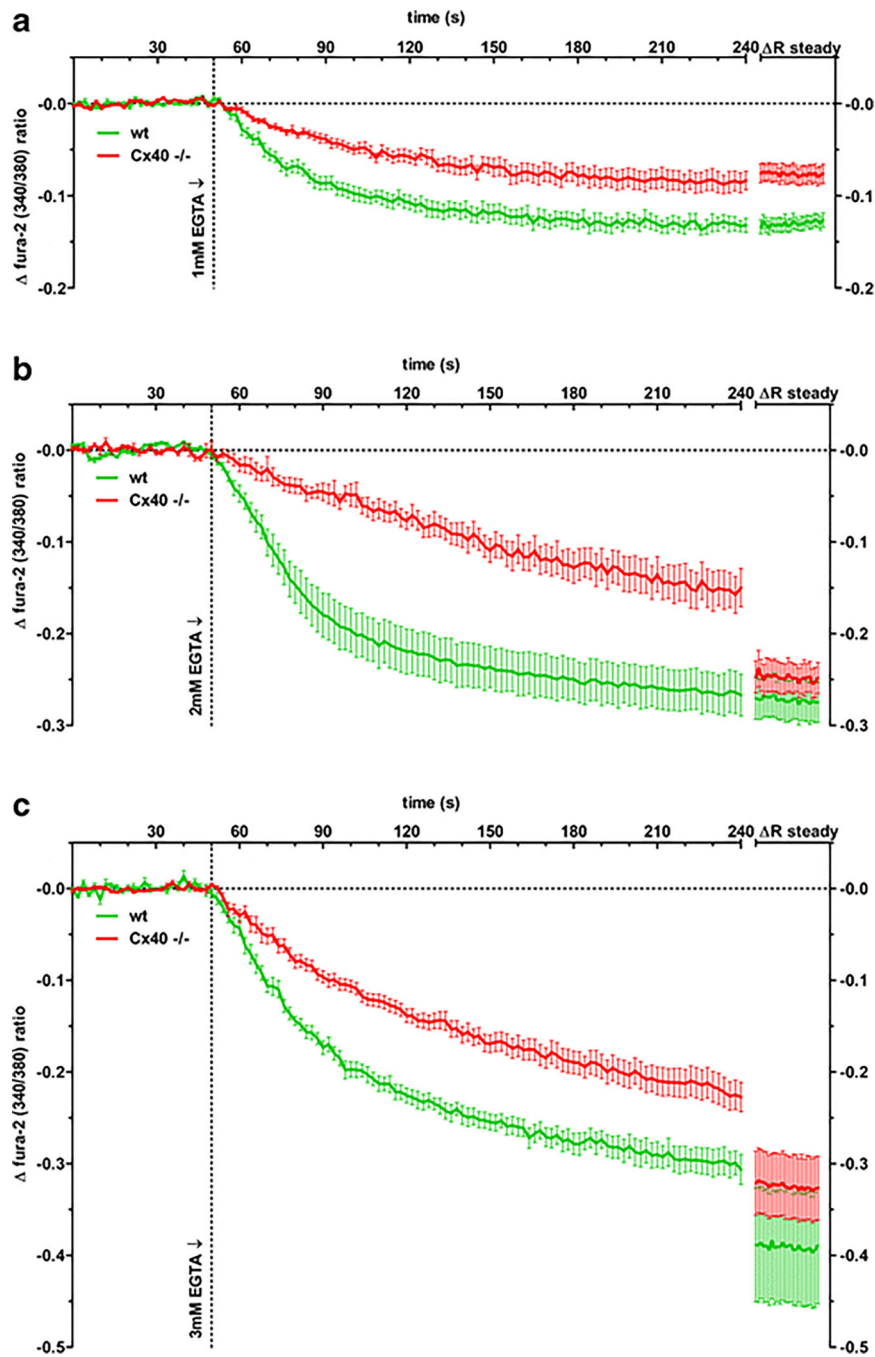 a
time (s)
30 60 90 120 150 180 210 240 ΔR steady
-0.0 -0.0
-0.1 -0.1
-0.2 -0.2
Δ fura-2 (340/380) ratio
wt
Cx40 -/-
1mM EGTA ↓
b
time (s)
30 60 90 120 150 180 210 240 ΔR steady
-0.0 -0.0
-0.1 -0.1
-0.2 -0.2
-0.3 -0.3
Δ fura-2 (340/380) ratio
wt
Cx40 -/-
2mM EGTA ↓
c
time (s)
30 60 90 120 150 180 210 240 ΔR steady
-0.0 -0.0
-0.1 -0.1
-0.2 -0.2
-0.3 -0.3
-0.4 -0.4
-0.5 -0.5
Δ fura-2 (340/380) ratio
wt
Cx40 -/-
3mM EGTA ↓